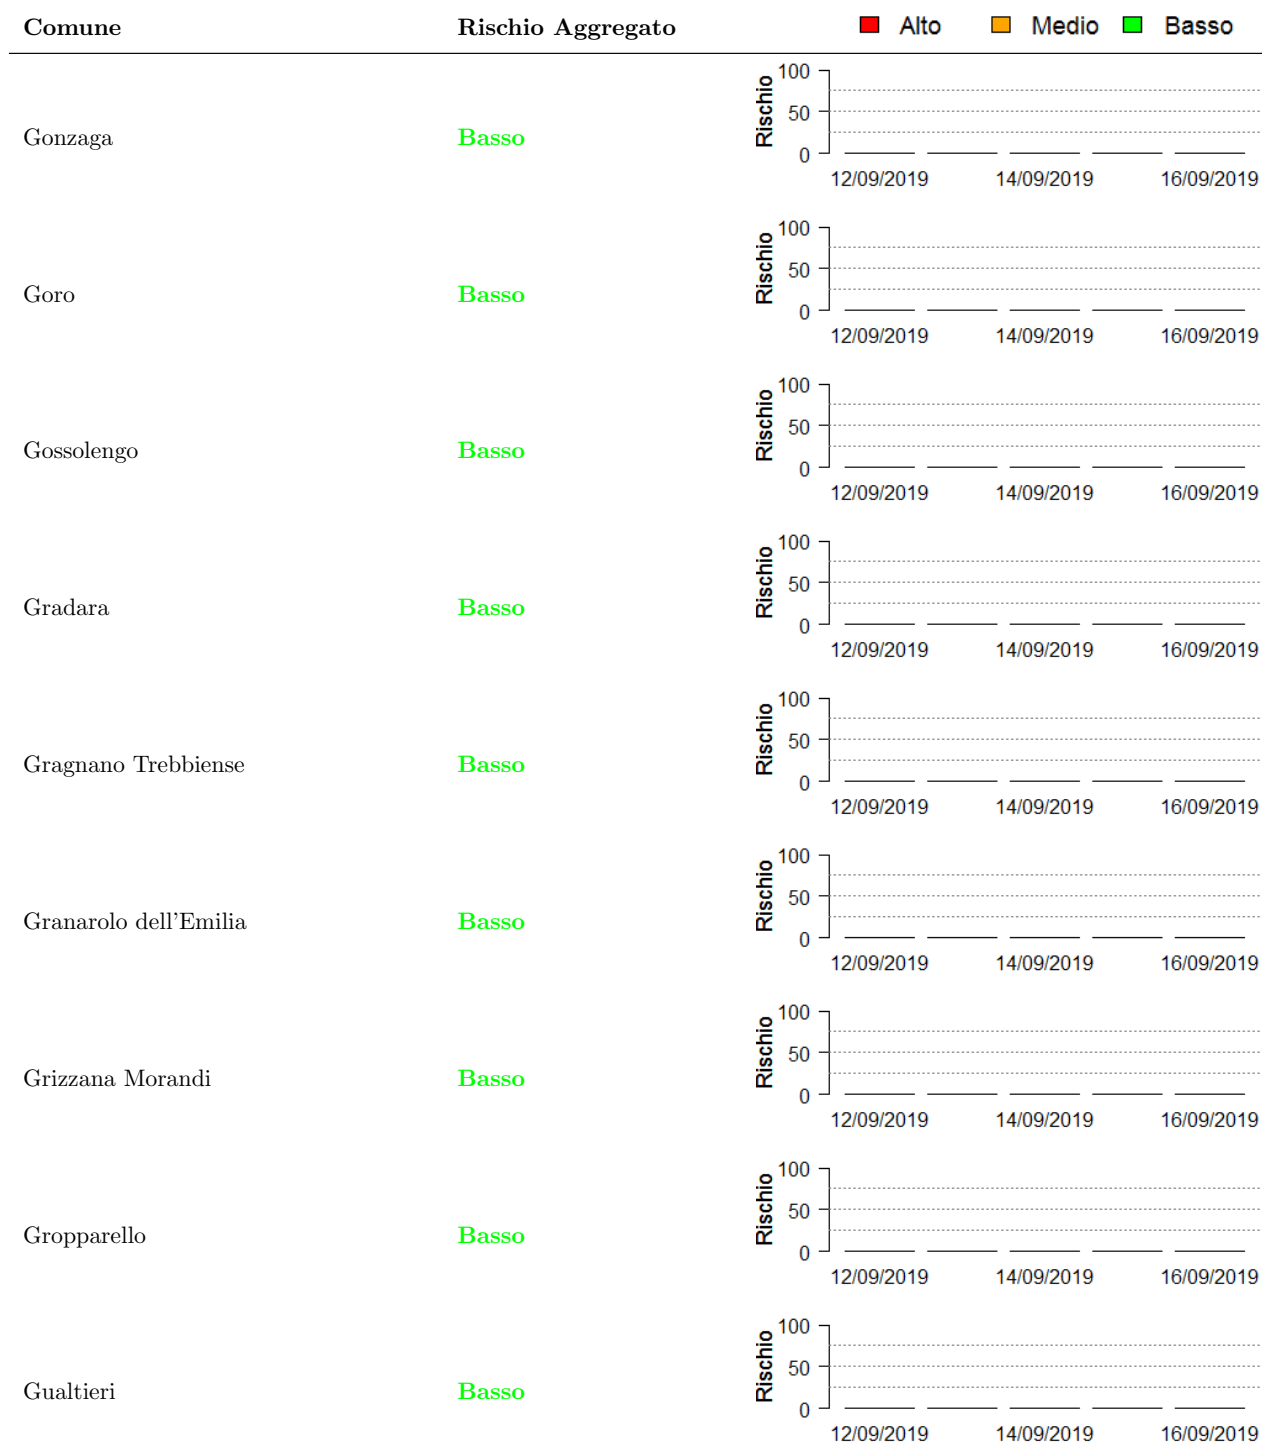 Comune Rischio Aggregato Alto Medio Basso
100
50
0
Rischio
Gonzaga Basso
12/09/2019 14/09/2019 16/09/2019
100
50
0
Rischio
Goro Basso
12/09/2019 14/09/2019 16/09/2019
100
50
0
Rischio
Gossolengo Basso
12/09/2019 14/09/2019 16/09/2019
100
50
0
Rischio
Gradara Basso
12/09/2019 14/09/2019 16/09/2019
100
50
0
Rischio
Gragnano Trebbiense Basso
12/09/2019 14/09/2019 16/09/2019
100
50
0
Rischio
Granarolo dell'Emilia Basso
12/09/2019 14/09/2019 16/09/2019
100
50
0
Rischio
Grizzana Morandi Basso
12/09/2019 14/09/2019 16/09/2019
100
50
0
Rischio
Gropparello Basso
12/09/2019 14/09/2019 16/09/2019
100
50
0
Rischio
Gualtieri Basso
12/09/2019 14/09/2019 16/09/2019